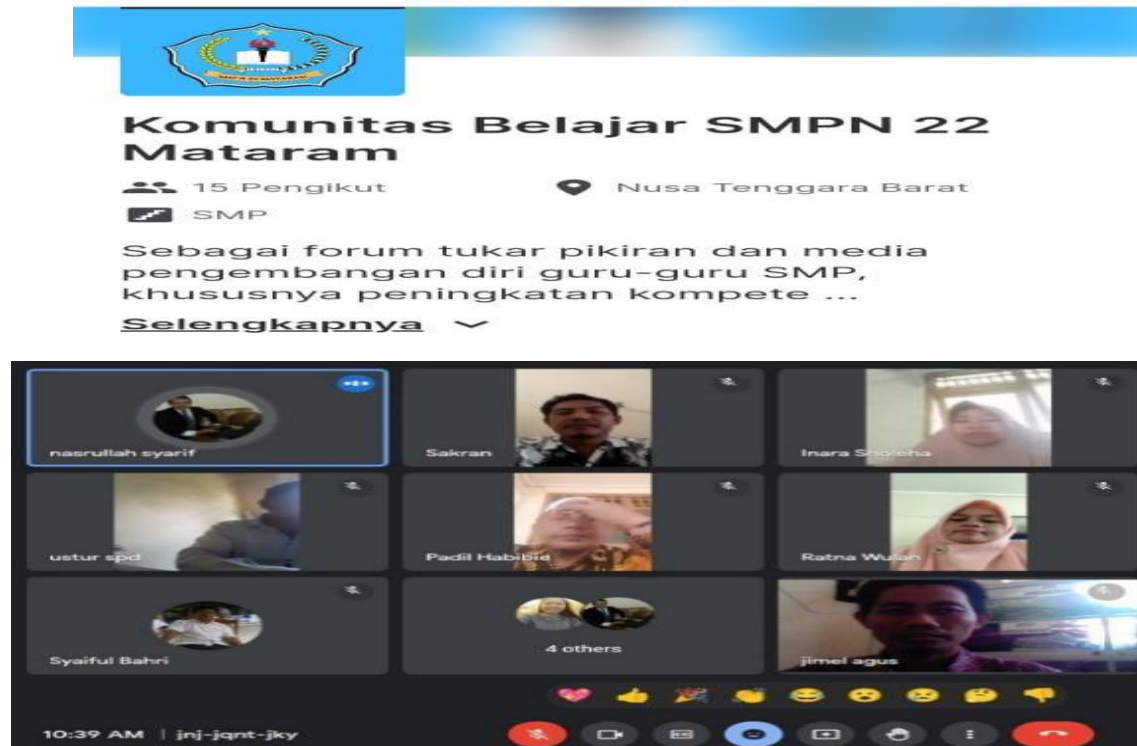 Komunitas Belajar SMPN 22
Mataram
15 Pengikut
Nusa Tenggara Barat
SMP
Sebagai forum tukar pikiran dan media
pengembangan diri guru-guru SMP,
khususnya peningkatan kompete ...
Selengkapnya
nasrullah syarif
Sakran
Inara Sholeha
ustur spd
Padil Habibie
Ratna Wulan
Syaiful Bahri
4 others
jimel agus
10:39 AM | jnj-jqnt-jky